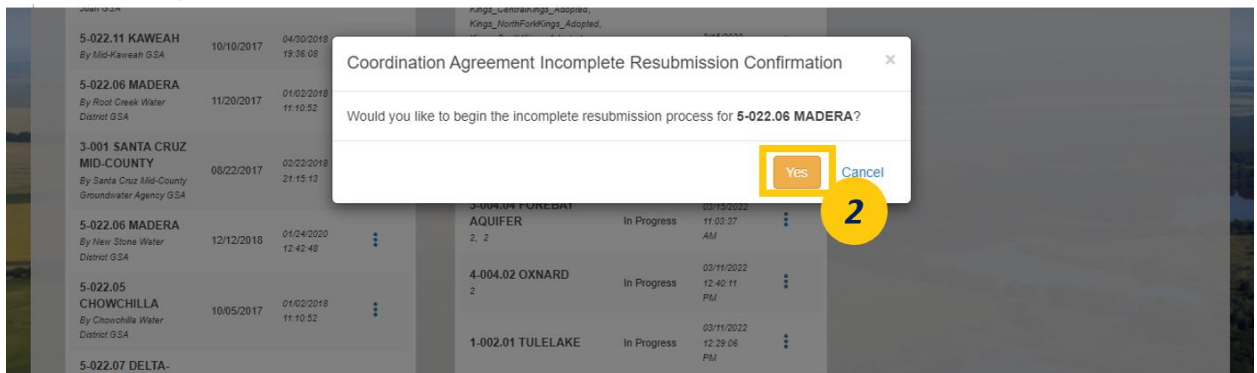 Juan GSA
5-022.11 KAWEAH
By Mid-Kaweah GSA
10/10/2017
04/30/2018
19:36:08
5-022.06 MADERA
By Root Creek Water
District GSA
11/20/2017
01/02/2018
11:10:52
3-001 SANTA CRUZ
MID-COUNTY
By Santa Cruz Mid-County
Groundwater Agency GSA
08/22/2017
02/22/2018
21:15:13
5-022.06 MADERA
By New Stone Water
District GSA
12/12/2018
01/24/2020
12:42:48
5-022.05
CHOWCHILLA
By Chowchilla Water
District GSA
10/05/2017
01/02/2018
11:10:52
5-022.07 DELTA-
Kings_CentralKings_Adopted,
Kings_NorthForkKings_Adopted,
Coordination Agreement Incomplete Resubmission Confirmation ×
Would you like to begin the incomplete resubmission process for 5-022.06 MADERA?
Yes Cancel
2
3-004.04 FOREBAY
AQUIFER
2, 2
In Progress
03/15/2022
11:03:37
AM
4-004.02 OXNARD
2
In Progress
03/11/2022
12:40:11
PM
1-002.01 TULELAKE
In Progress
03/11/2022
12:29:06
PM